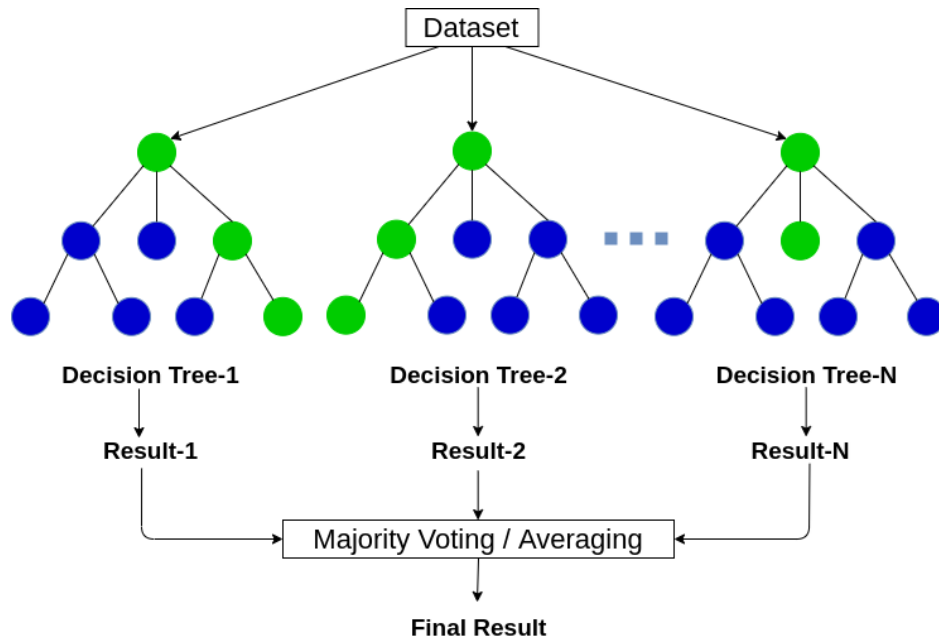 Dataset
Decision Tree-1
Decision Tree-2
Decision Tree-N
Result-1
Result-2
Result-N
Majority Voting / Averaging
Final Result